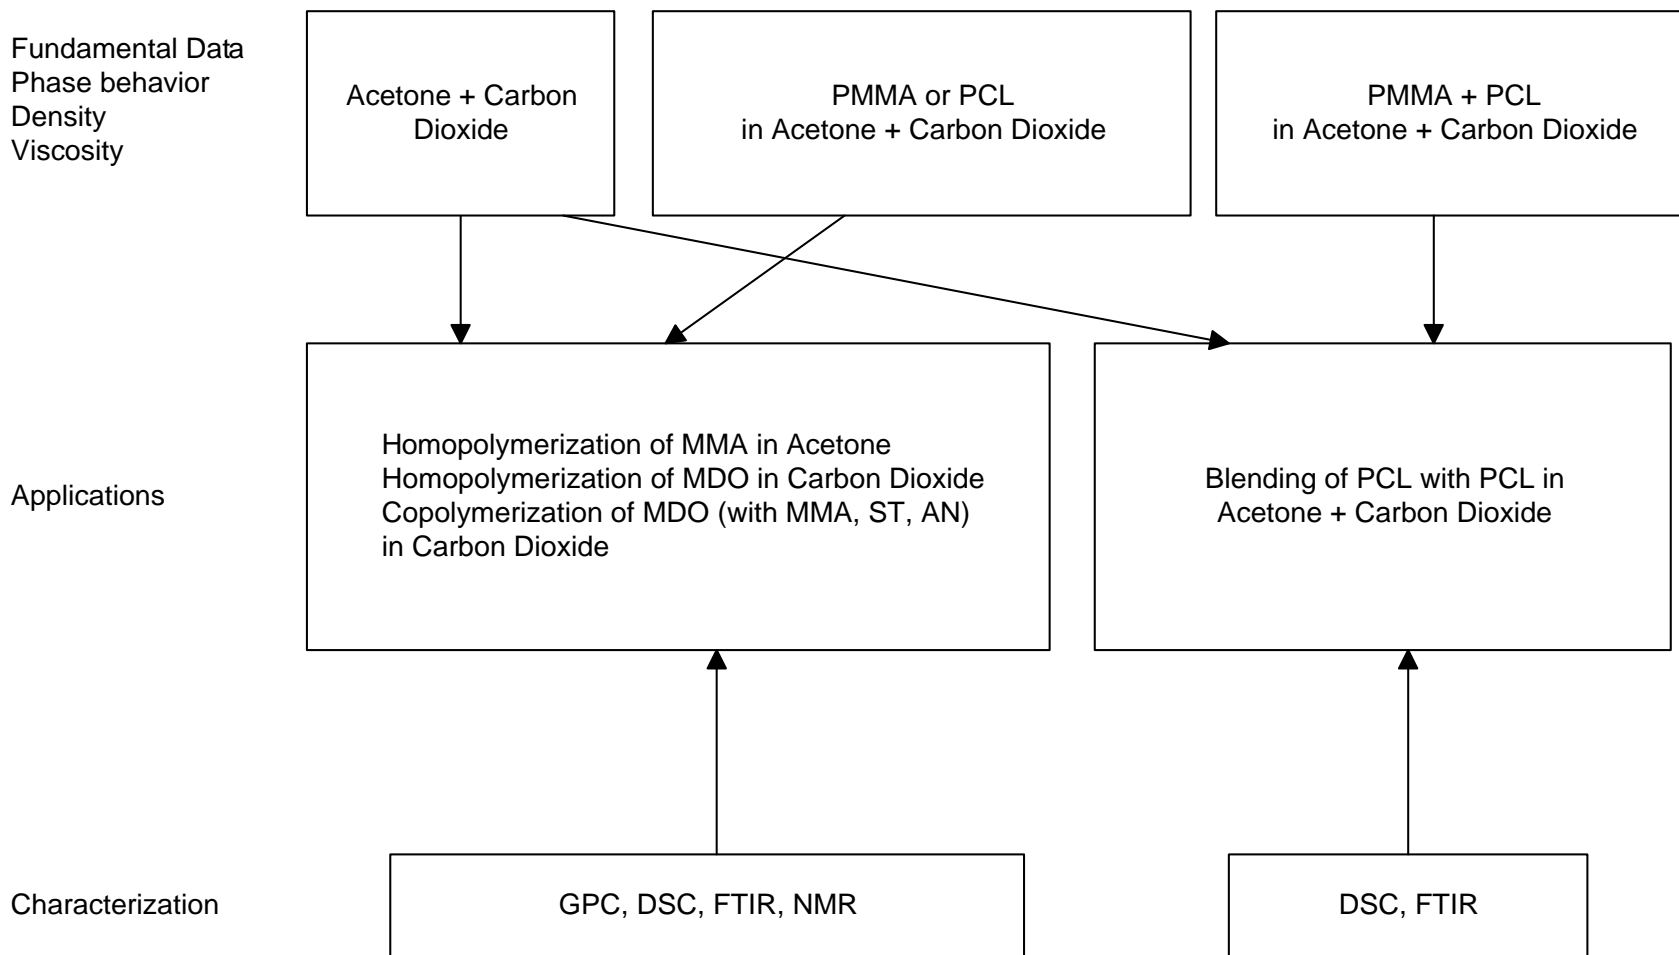 Fundamental Data
Phase behavior
Density
Viscosity
Acetone + Carbon
Dioxide
PMMA or PCL
in Acetone + Carbon Dioxide
PMMA + PCL
in Acetone + Carbon Dioxide
Applications
Homopolymerization of MMA in Acetone
Homopolymerization of MDO in Carbon Dioxide
Copolymerization of MDO (with MMA, ST, AN)
in Carbon Dioxide
Blending of PCL with PCL in
Acetone + Carbon Dioxide
Characterization
GPC, DSC, FTIR, NMR
DSC, FTIR